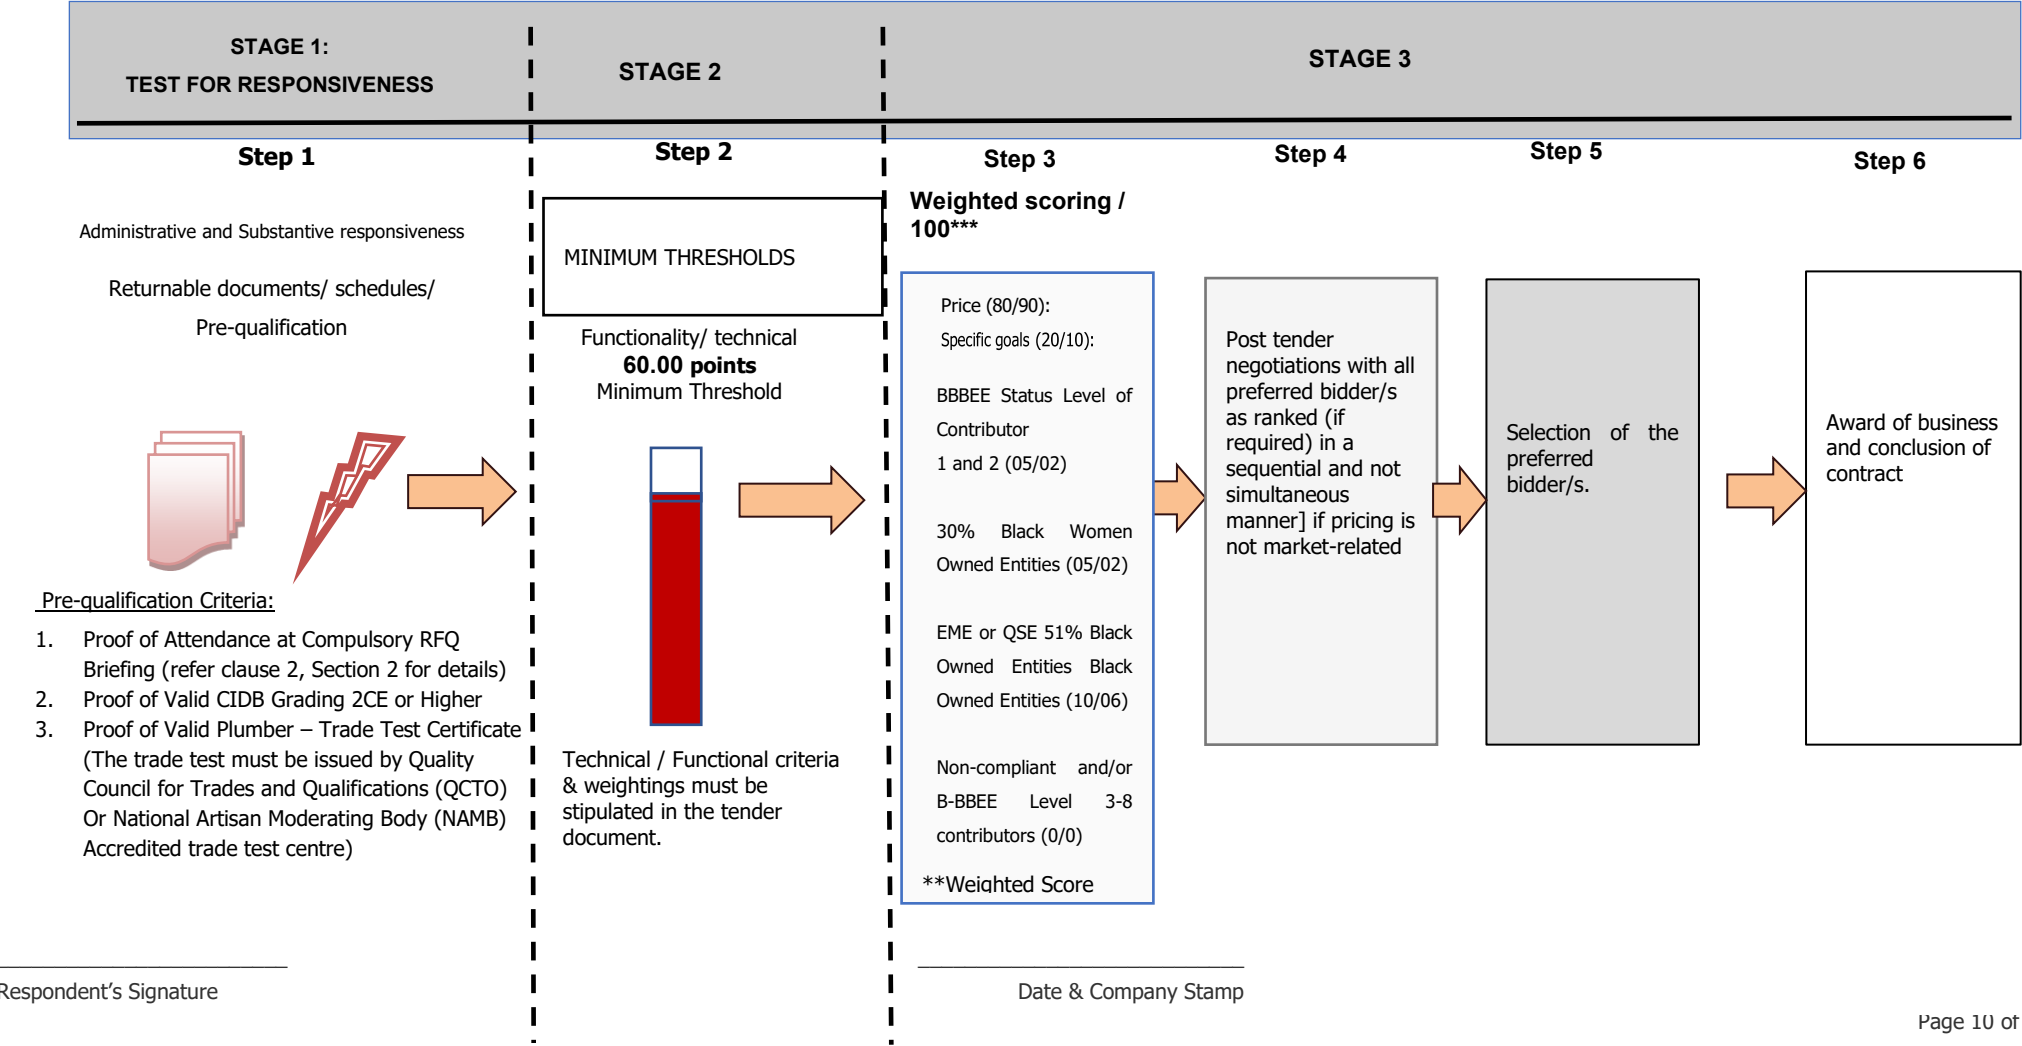 STAGE 1:
TEST FOR RESPONSIVENESS
STAGE 2
STAGE 3
Step 1
Step 2
Step 3
Step 4
Step 5
Step 6
Administrative and Substantive responsiveness
Returnable documents/ schedules/
Pre-qualification
Pre-qualification Criteria:
1. Proof of Attendance at Compulsory RFQ
Briefing (refer clause 2, Section 2 for details)
2. Proof of Valid CIDB Grading 2CE or Higher
3. Proof of Valid Plumber – Trade Test Certificate
(The trade test must be issued by Quality
Council for Trades and Qualifications (QCTO)
Or National Artisan Moderating Body (NAMB)
Accredited trade test centre)
MINIMUM THRESHOLDS
Functionality/ technical
60.00 points
Minimum Threshold
Technical / Functional criteria
& weightings must be
stipulated in the tender
document.
Weighted scoring /
100***
Price (80/90):
Specific goals (20/10):
BBBEE Status Level of
Contributor
1 and 2 (05/02)
30% Black Women
Owned Entities (05/02)
EME or QSE 51% Black
Owned Entities Black
Owned Entities (10/06)
Non-compliant and/or
B-BBEE Level 3-8
contributors (0/0)
**Weighted Score
Post tender
negotiations with all
preferred bidder/s
as ranked (if
required) in a
sequential and not
simultaneous
manner] if pricing is
not market-related
Selection of the
preferred
bidder/s.
Award of business
and conclusion of
contract
Respondent's Signature
Date & Company Stamp
Page 10 of